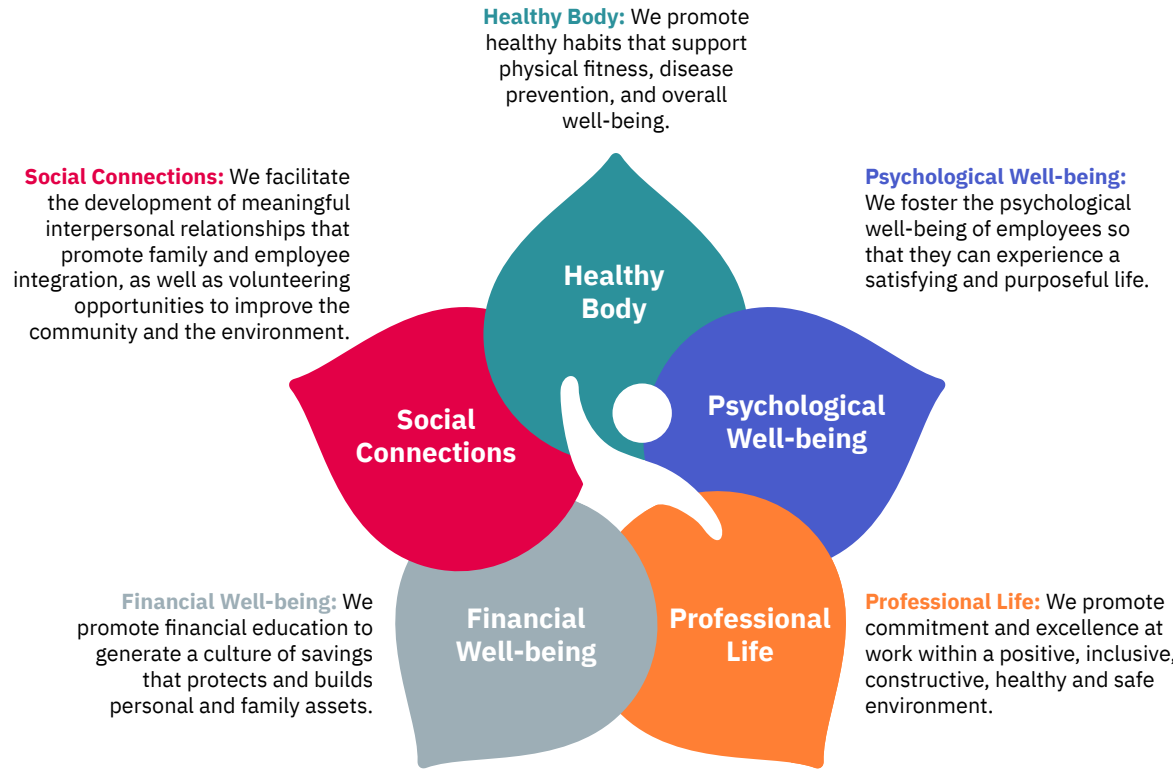 Healthy Body: We promote
healthy habits that support
physical fitness, disease
prevention, and overall
well-being.
Social Connections: We facilitate
the development of meaningful
interpersonal relationships that
promote family and employee
integration, as well as volunteering
opportunities to improve the
community and the environment.
Psychological Well-being:
We foster the psychological
well-being of employees so
that they can experience a
satisfying and purposeful life.
Healthy
Body
Social
Connections
Psychological
Well-being
Financial Well-being: We
promote financial education to
generate a culture of savings
that protects and builds
personal and family assets.
Financial
Well-being
Professional
Life
Professional Life: We promote
commitment and excellence at
work within a positive, inclusive,
constructive, healthy and safe
environment.